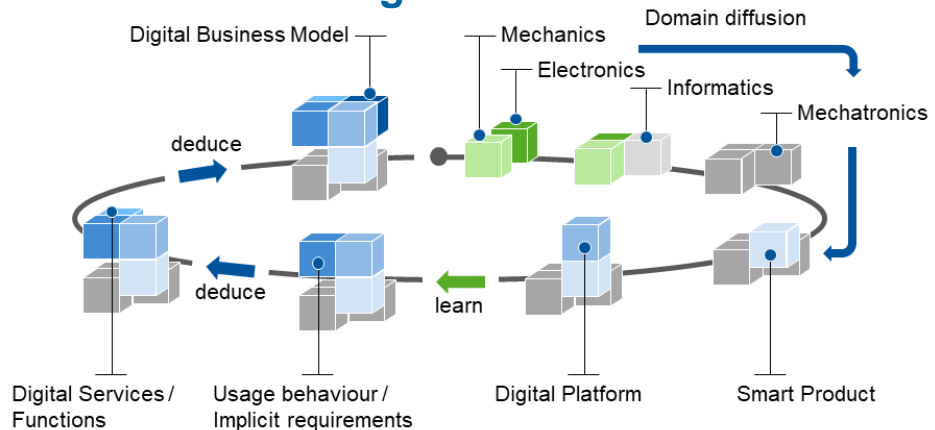 Domain diffusion
Digital Business Model
Mechanics
Electronics
Informatics
Mechatronics
deduce
deduce
learn
Digital Services /
Functions
Usage behaviour /
Implicit requirements
Digital Platform
Smart Product